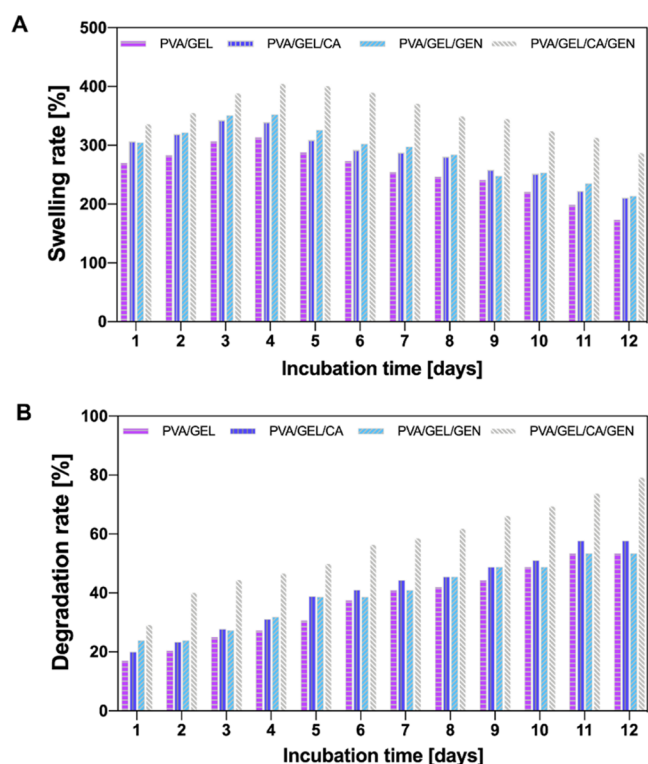 A
PVA/GEL PVA/GEL/CA PVA/GEL/GEN PVA/GEL/CA/GEN
Swelling rate [%]
500
400
300
200
100
0
1 2 3 4 5 6 7 8 9 10 11 12
Incubation time [days]
B
PVA/GEL PVA/GEL/CA PVA/GEL/GEN PVA/GEL/CA/GEN
Degradation rate [%]
100
80
60
40
20
0
1 2 3 4 5 6 7 8 9 10 11 12
Incubation time [days]